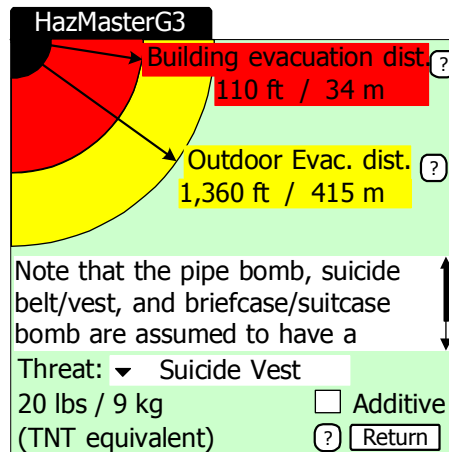 HazMasterG3
Building evacuation dist.
?
110 ft / 34 m
Outdoor Evac. dist.
?
1,360 ft / 415 m
Note that the pipe bomb, suicide
belt/vest, and briefcase/suitcase
bomb are assumed to have a
Threat: Suicide Vest
20 lbs / 9 kg
Additive
(TNT equivalent)
? Return